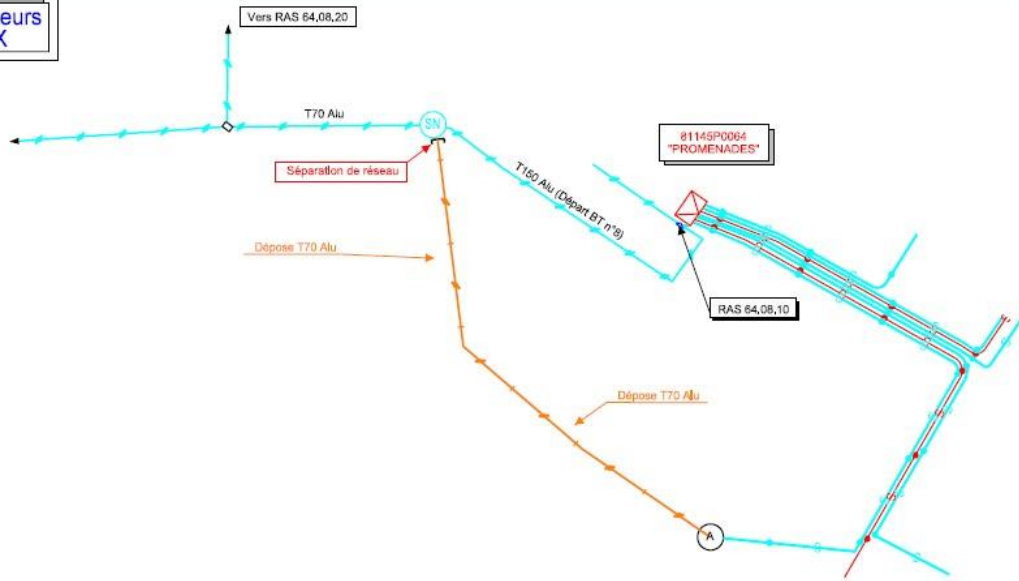 eurs
X
Vers RAS 64,08,20
T70 Alu
SN
Séparation de réseau
T150 Alu (Départ BT n°8)
81145P0064
"PROMENADES"
Dépose T70 Alu
RAS 64,08,10
Dépose T70 Alu
A